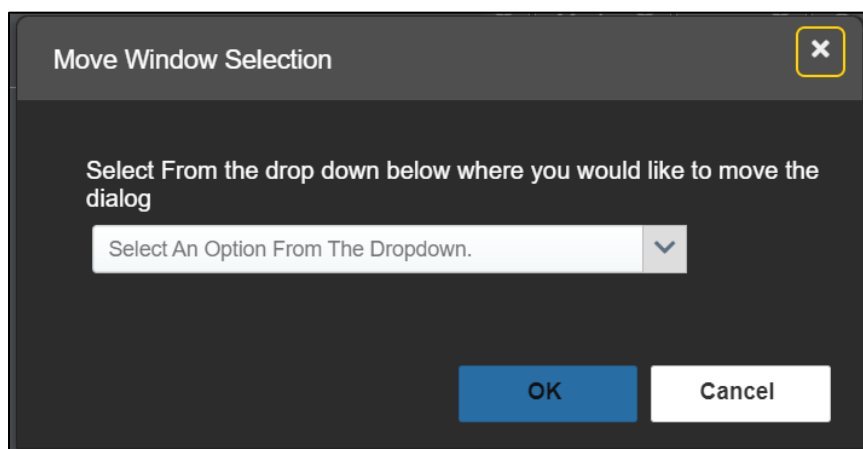 Move Window Selection
Select From the drop down below where you would like to move the
dialog
Select An Option From The Dropdown.
OK
Cancel